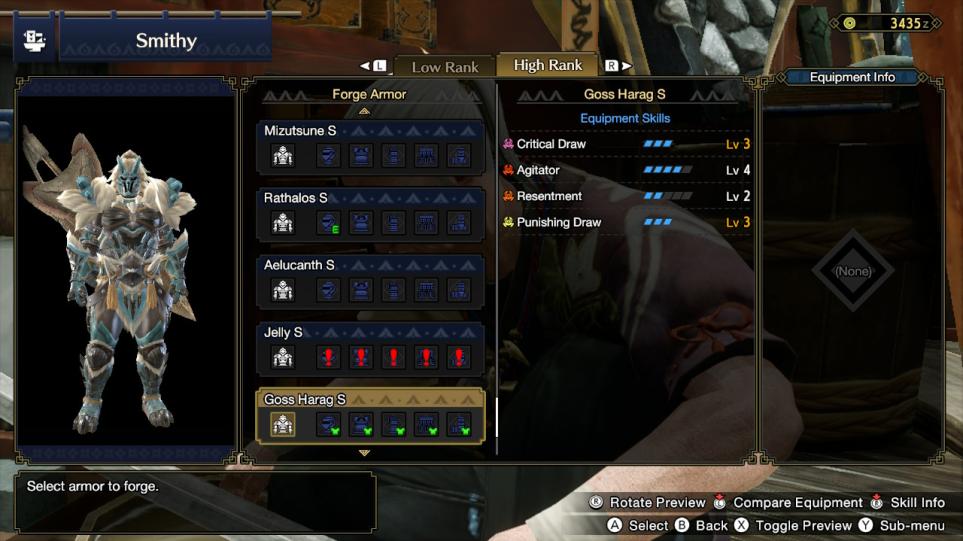 Smithy
3435z
L Low Rank High Rank R
Forge Armor
Mizutsune S
Rathalos S
E
Aelucanth S
Jelly S
Goss Harag S
Goss Harag S
Equipment Skills
Critical Draw Lv 3
Agitator Lv 4
Resentment Lv 2
Punishing Draw Lv 3
Equipment Info
(None)
Select armor to forge.
R Rotate Preview L Compare Equipment R Skill Info
A Select B Back X Toggle Preview Y Sub-menu